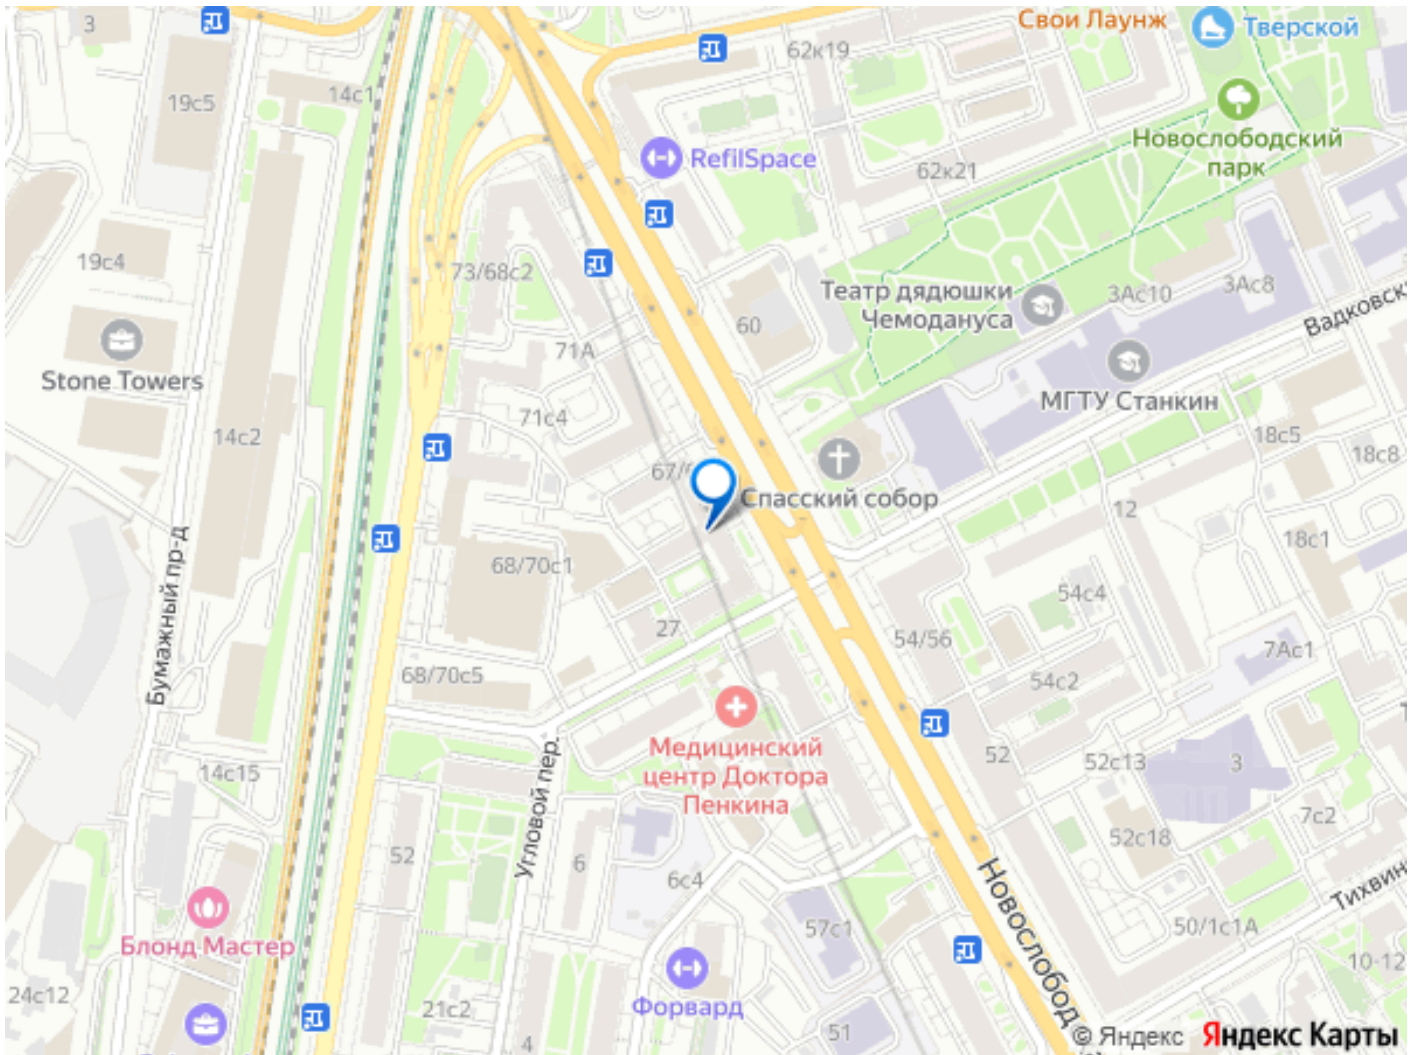 3
Свои Лаунж
Тверской
62к19
14с1
19с5
RefilSpace
Новослободский
парк
62к21
19с4
73/68с2
Театр дядюшки
Чемодануса
3Ас10
3Ас8
60
71А
Stone Towers
МГТУ Станкин
71с4
14с2
18с5
18с8
67/
Спасский собор
12
18с1
68/70с1
Бумажный пр-д
54с4
27
54/56
7Ас1
68/70с5
54с2
Медицинский
центр Доктора
Пенкина
52
52с13
3
14с15
Угловой пер.
7с2
52с18
52
6
6с4
Новослобод
Блонд Мастер
57с1
50/1с1А
10-12
24с12
Форвард
21с2
51
4
© Яндекс
Яндекс Карты